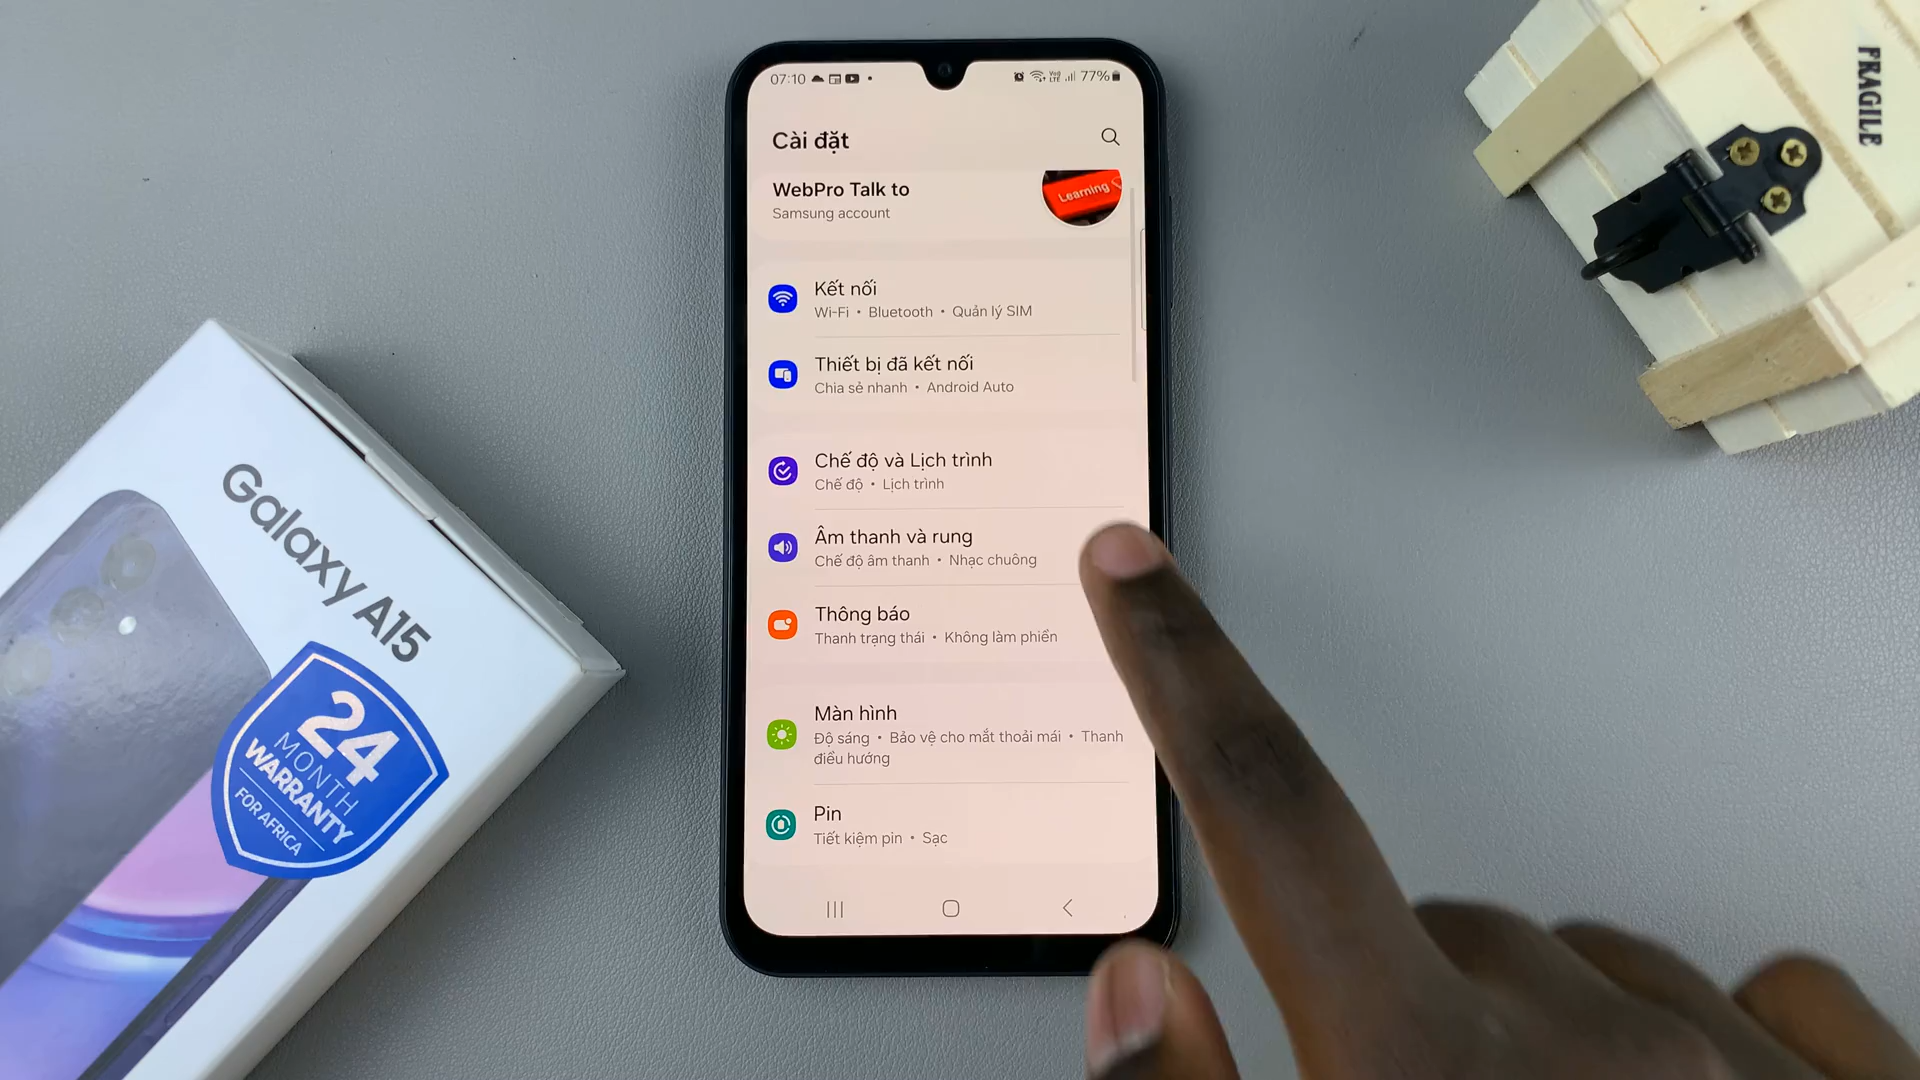 07:10
77%
Cài đặt
WebPro Talk to
Samsung account
Learning
Kết nối
Wi-Fi • Bluetooth • Quản lý SIM
Thiết bị đã kết nối
Chia sẻ nhanh • Android Auto
Chế độ và Lịch trình
Chế độ • Lịch trình
Âm thanh và rung
Chế độ âm thanh • Nhạc chuông
Thông báo
Thanh trạng thái • Không làm phiền
Màn hình
Độ sáng • Bảo vệ cho mắt thoải mái • Thanh
điều hướng
Pin
Tiết kiệm pin • Sạc
Galaxy A15
24
MONTH
WARRANTY
FOR AFRICA
FRAGILE